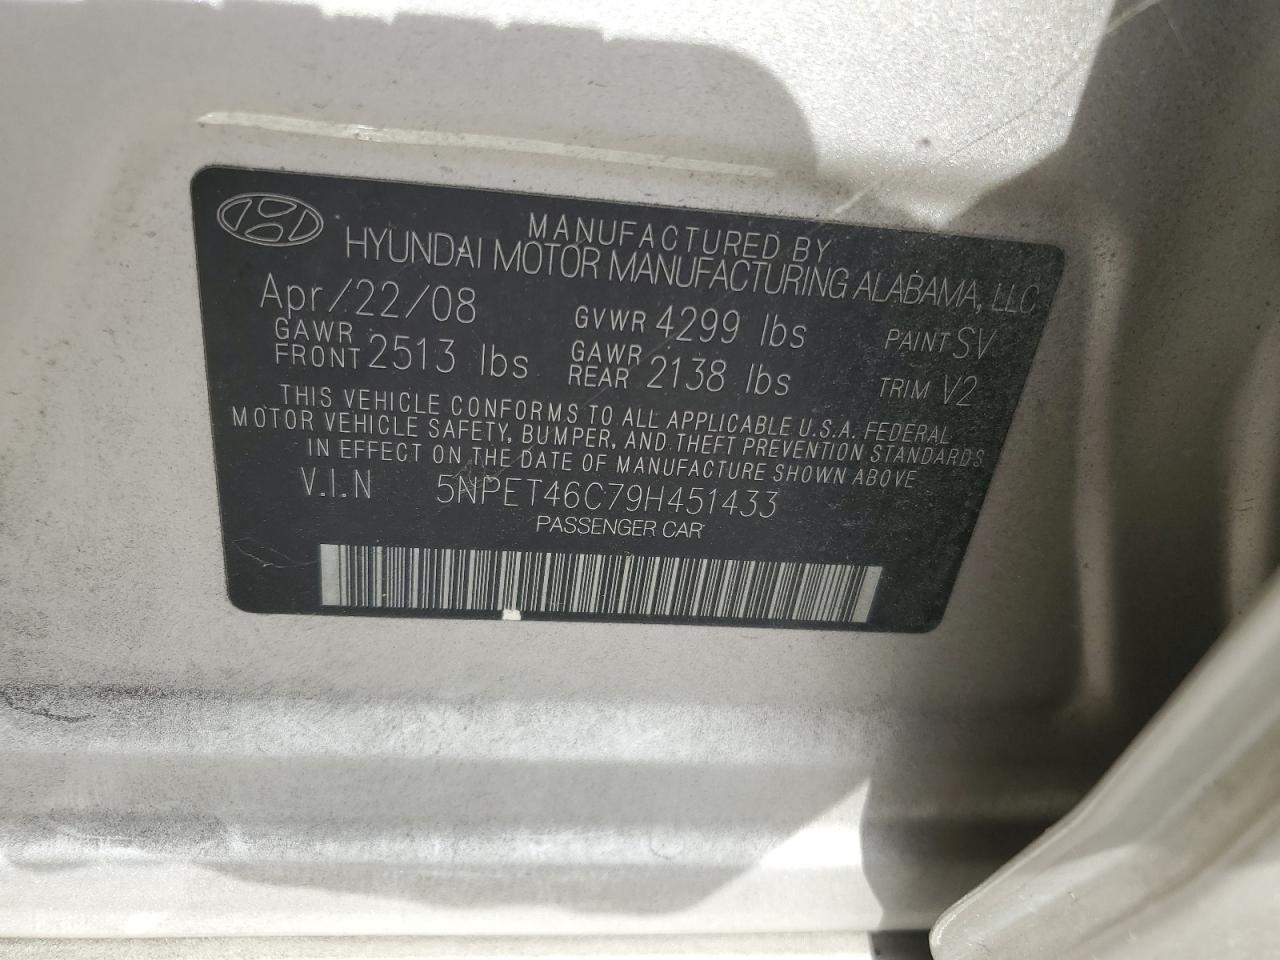 MANUFACTURED BY
HYUNDAI MOTOR MANUFACTURING ALABAMA, LLC
Apr/22/08 GVWR 4299 lbs PAINT SV
GAWR FRONT 2513 lbs GAWR REAR 2138 lbs TRIM V2
THIS VEHICLE CONFORMS TO ALL APPLICABLE U.S.A. FEDERAL
MOTOR VEHICLE SAFETY, BUMPER, AND THEFT PREVENTION STANDARDS
IN EFFECT ON THE DATE OF MANUFACTURE SHOWN ABOVE
V.I.N 5NPET46C79H451433
PASSENGER CAR